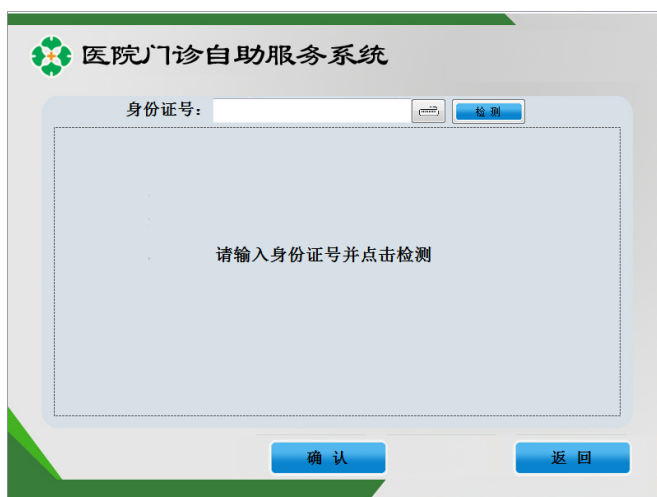 医院门诊自助服务系统
身份证号：
检 测
请输入身份证号并点击检测
确 认
返 回